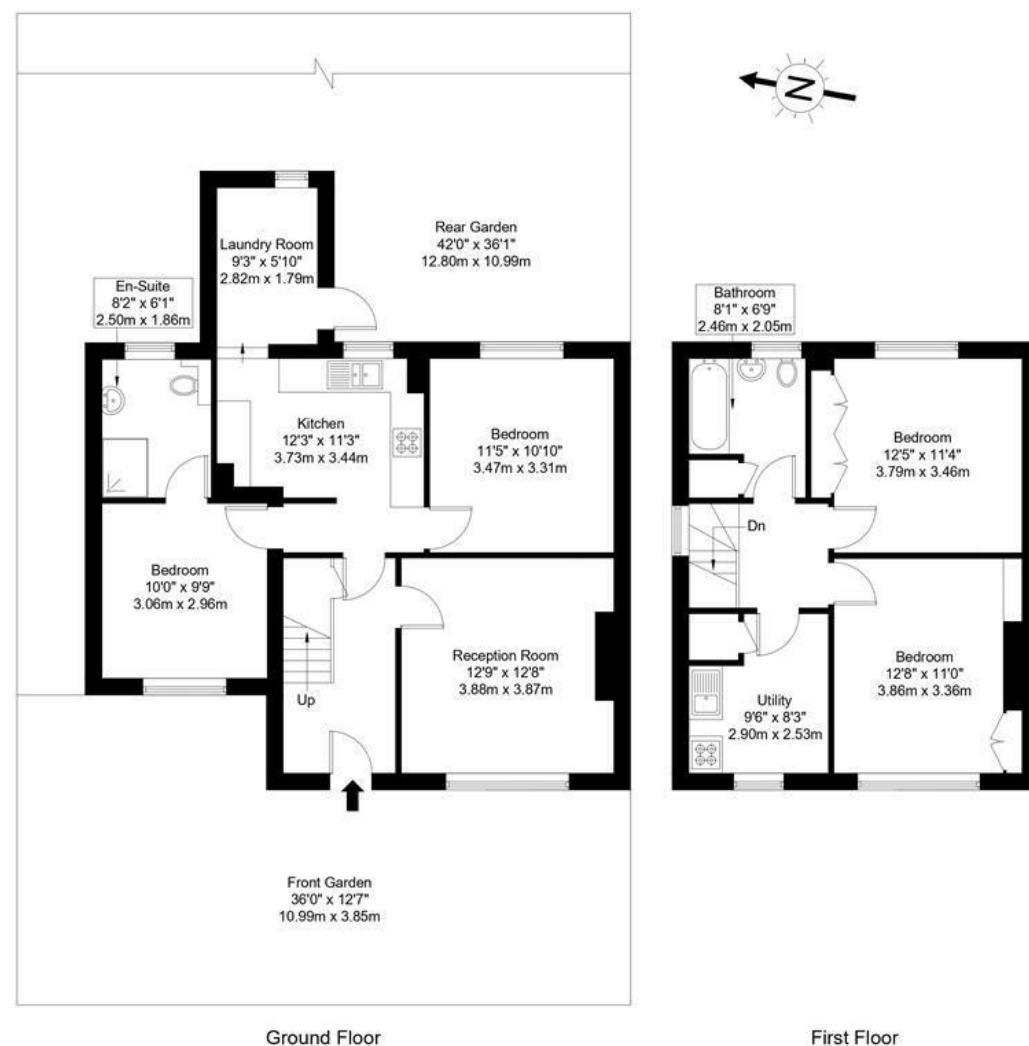 N
Laundry Room
9'3" x 5'10"
2.82m x 1.79m
Rear Garden
42'0" x 36'1"
12.80m x 10.99m
En-Suite
8'2" x 6'1"
2.50m x 1.86m
Kitchen
12'3" x 11'3"
3.73m x 3.44m
Bedroom
11'5" x 10'10"
3.47m x 3.31m
Bedroom
10'0" x 9'9"
3.06m x 2.96m
Up
Reception Room
12'9" x 12'8"
3.88m x 3.87m
Front Garden
36'0" x 12'7"
10.99m x 3.85m
Ground Floor
Bathroom
8'1" x 6'9"
2.46m x 2.05m
Bedroom
12'5" x 11'4"
3.79m x 3.46m
Dn
Bedroom
12'8" x 11'0"
3.86m x 3.36m
Utility
9'6" x 8'3"
2.90m x 2.53m
First Floor